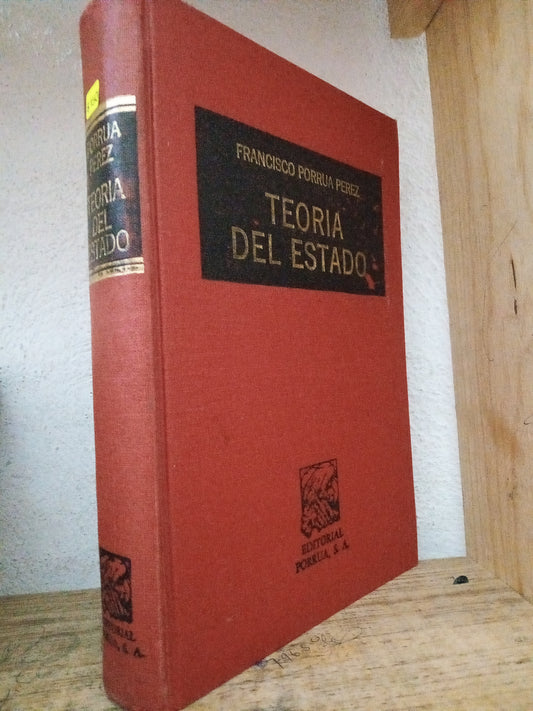 PORRUA
PEREZ
TEORIA
DEL
ESTADO
EDITORIAL
PORRUA, S. A.
FRANCISCO PORRUA PEREZ
TEORIA
DEL ESTADO
EDITORIAL
PORRUA, S. A.